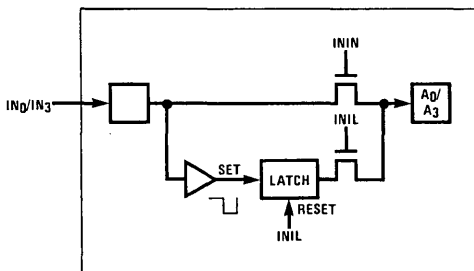 ININ
IN0/IN3
A0/
A3
INIL
SET
LATCH
RESET
INIL